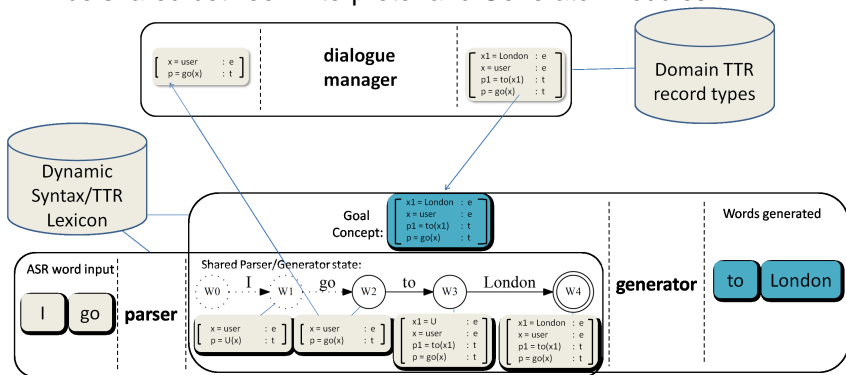 x = user : e
p = go(x) : t
dialogue
manager
x1 = London : e
x = user : e
p1 = to(x1) : t
p = go(x) : t
Domain TTR
record types
Dynamic
Syntax/TTR
Lexicon
Goal
Concept:
x1 = London : e
x = user : e
p1 = to(x1) : t
p = go(x) : t
Words generated
to London
generator
ASR word input
I go
parser
Shared Parser/Generator state:
W0 I W1 go W2 to W3 London W4
x = user : e
p = U(x) : t
x = user : e
p = go(x) : t
x1 = U : e
x = user : e
p1 = to(x1) : t
p = go(x) : t
x1 = London : e
x = user : e
p1 = to(x1) : t
p = go(x) : t